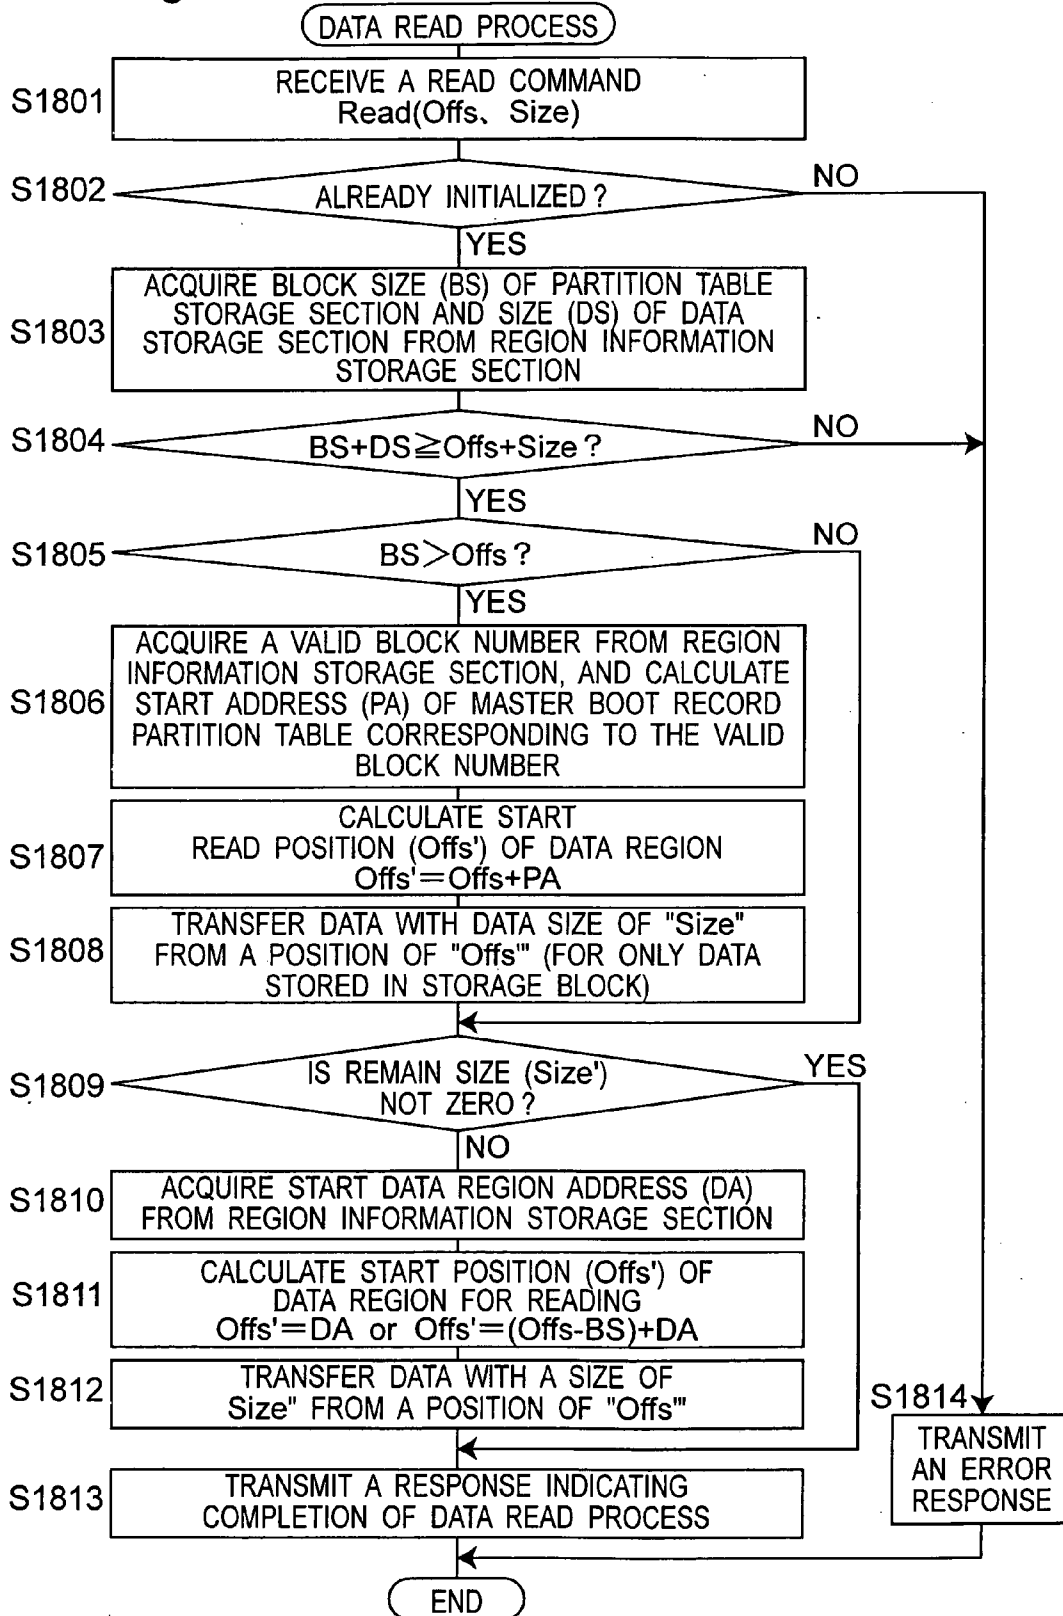 DATA READ PROCESS
S1801
RECEIVE A READ COMMAND
Read(Offs、Size)
S1802
ALREADY INITIALIZED?
NO
YES
S1803
ACQUIRE BLOCK SIZE (BS) OF PARTITION TABLE
STORAGE SECTION AND SIZE (DS) OF DATA
STORAGE SECTION FROM REGION INFORMATION
STORAGE SECTION
S1804
BS+DS≧Offs+Size?
NO
YES
S1805
BS>Offs?
NO
YES
S1806
ACQUIRE A VALID BLOCK NUMBER FROM REGION
INFORMATION STORAGE SECTION, AND CALCULATE
START ADDRESS (PA) OF MASTER BOOT RECORD
PARTITION TABLE CORRESPONDING TO THE VALID
BLOCK NUMBER
S1807
CALCULATE START
READ POSITION (Offs') OF DATA REGION
Offs'=Offs+PA
S1808
TRANSFER DATA WITH DATA SIZE OF "Size"
FROM A POSITION OF "Offs'" (FOR ONLY DATA
STORED IN STORAGE BLOCK)
S1809
IS REMAIN SIZE (Size')
NOT ZERO?
YES
NO
S1810
ACQUIRE START DATA REGION ADDRESS (DA)
FROM REGION INFORMATION STORAGE SECTION
S1811
CALCULATE START POSITION (Offs') OF
DATA REGION FOR READING
Offs'=DA or Offs'=(Offs-BS)+DA
S1812
TRANSFER DATA WITH A SIZE OF
Size" FROM A POSITION OF "Offs'"
S1813
TRANSMIT A RESPONSE INDICATING
COMPLETION OF DATA READ PROCESS
S1814
TRANSMIT
AN ERROR
RESPONSE
END